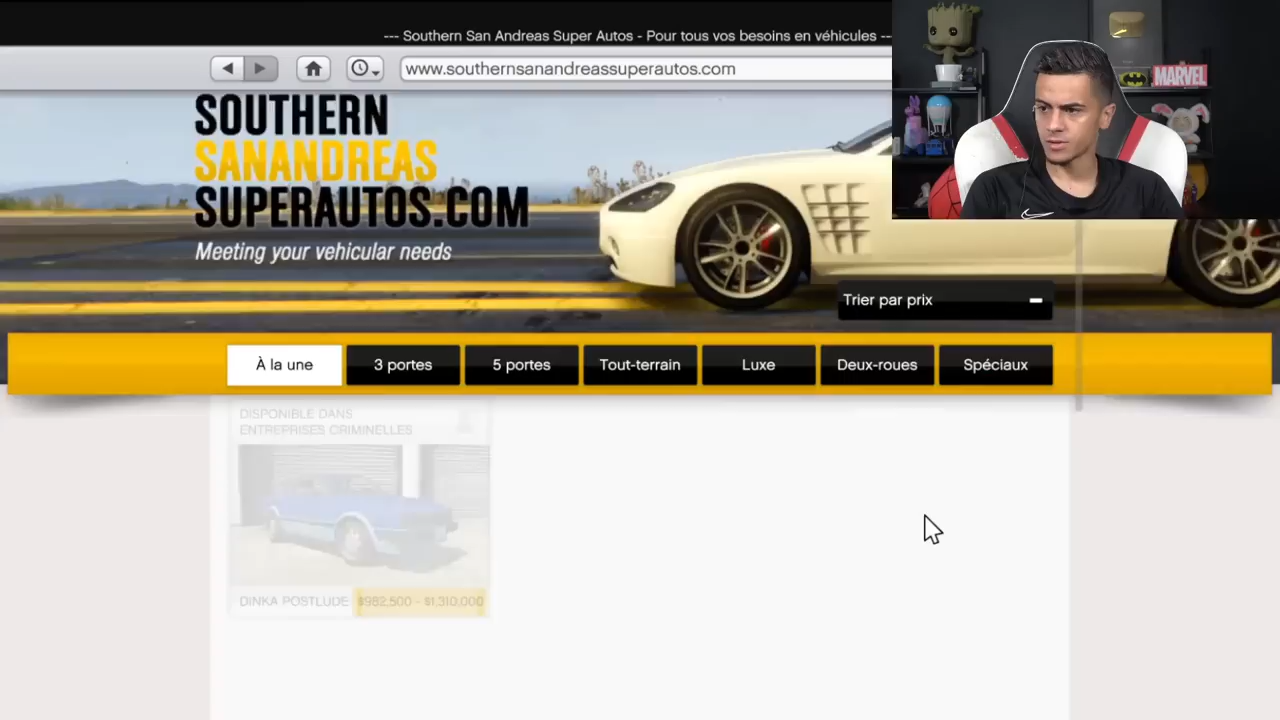 --- Southern San Andreas Super Autos - Pour tous vos besoins en véhicules --
www.southernsanandreassuperautos.com
MARVEL
SOUTHERN
SANANDREAS
SUPERAUTOS.COM
Meeting your vehicular needs
Trier par prix
À la une
3 portes
5 portes
Tout-terrain
Luxe
Deux-roues
Spéciaux
DISPONIBLE DANS
ENTREPRISES CRIMINELLES
DINKA POSTLUDE $982,500 - $1,310,000